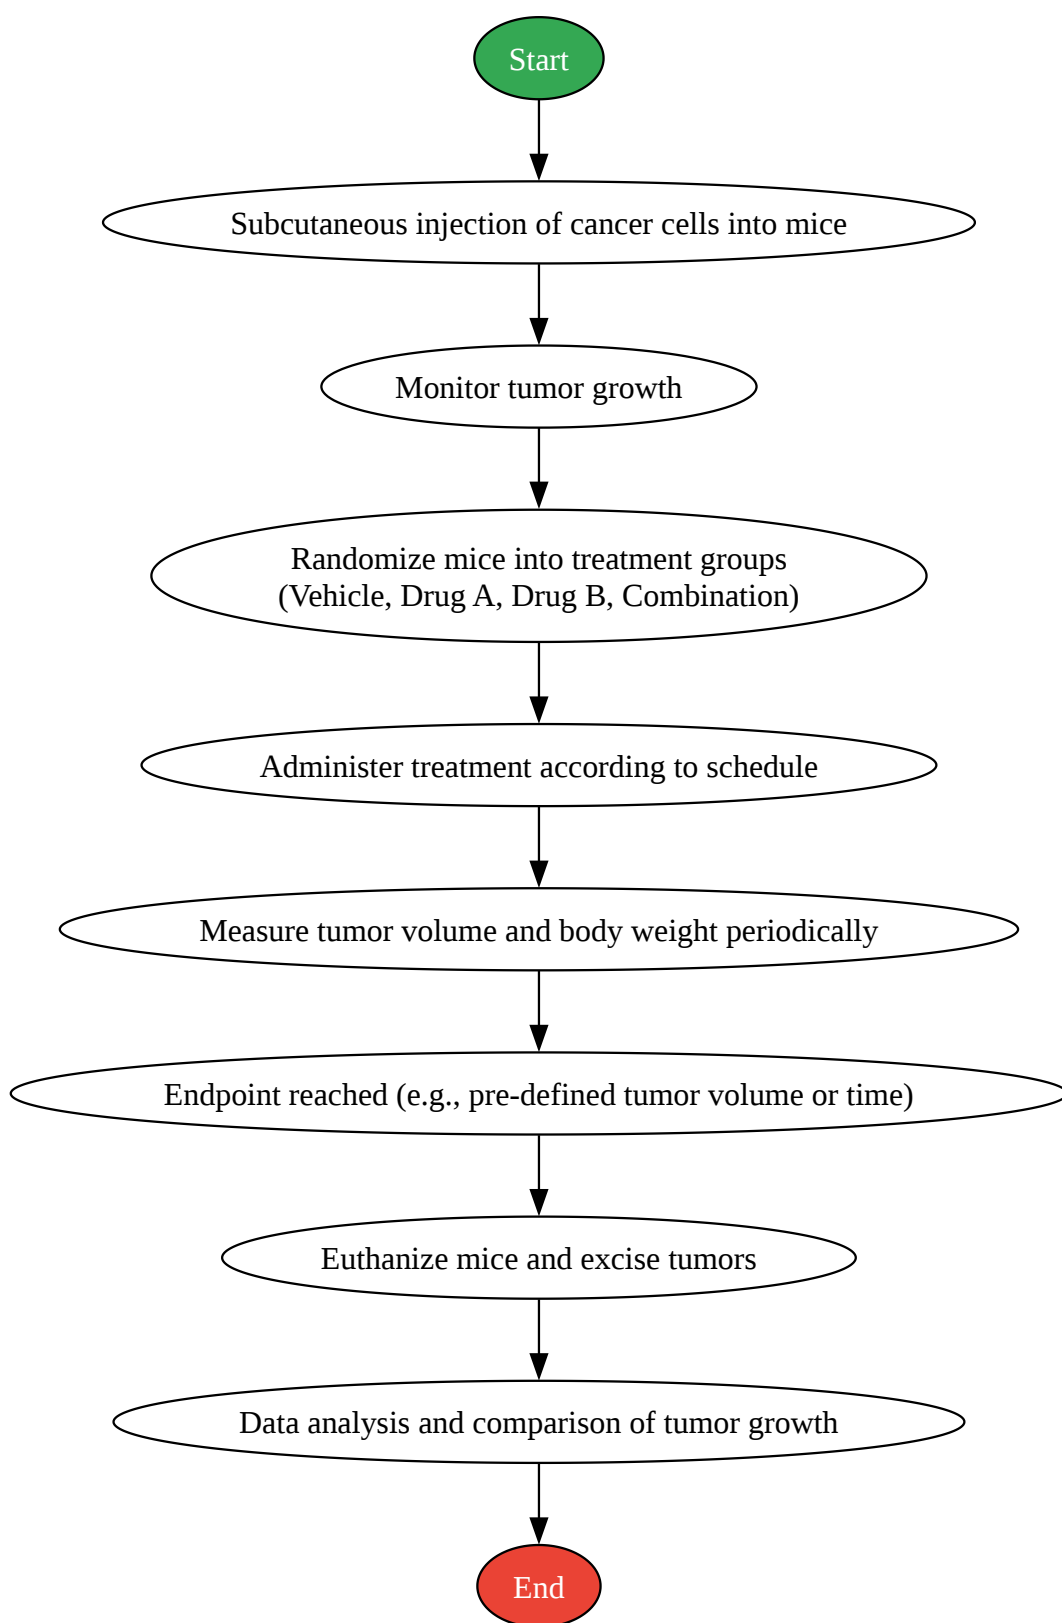 Start
Subcutaneous injection of cancer cells into mice
Monitor tumor growth
Randomize mice into treatment groups
(Vehicle, Drug A, Drug B, Combination)
Administer treatment according to schedule
Measure tumor volume and body weight periodically
Endpoint reached (e.g., pre-defined tumor volume or time)
Euthanize mice and excise tumors
Data analysis and comparison of tumor growth
End